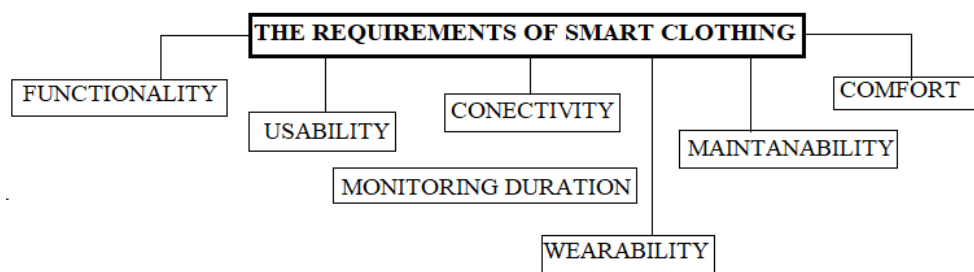 THE REQUIREMENTS OF SMART CLOTHING
FUNCTIONALITY
COMFORT
CONECTIVITY
USABILITY
MAINTANABILITY
MONITORING DURATION
WEARABILITY